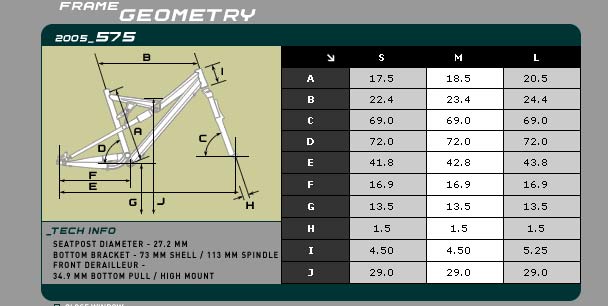 FRAME GEOMETRY
2005_575
B
I
A
C
D
F
E
G
J
H
S M L
A 17.5 18.5 20.5
B 22.4 23.4 24.4
C 69.0 69.0 69.0
D 72.0 72.0 72.0
E 41.8 42.8 43.8
F 16.9 16.9 16.9
G 13.5 13.5 13.5
H 1.5 1.5 1.5
I 4.50 4.50 5.25
J 29.0 29.0 29.0
_TECH INFO
SEATPOST DIAMETER - 27.2 MM
BOTTOM BRACKET - 73 MM SHELL / 113 MM SPINDLE
FRONT DERAILLEUR -
34.9 MM BOTTOM PULL / HIGH MOUNT
CLOSE WINDOW